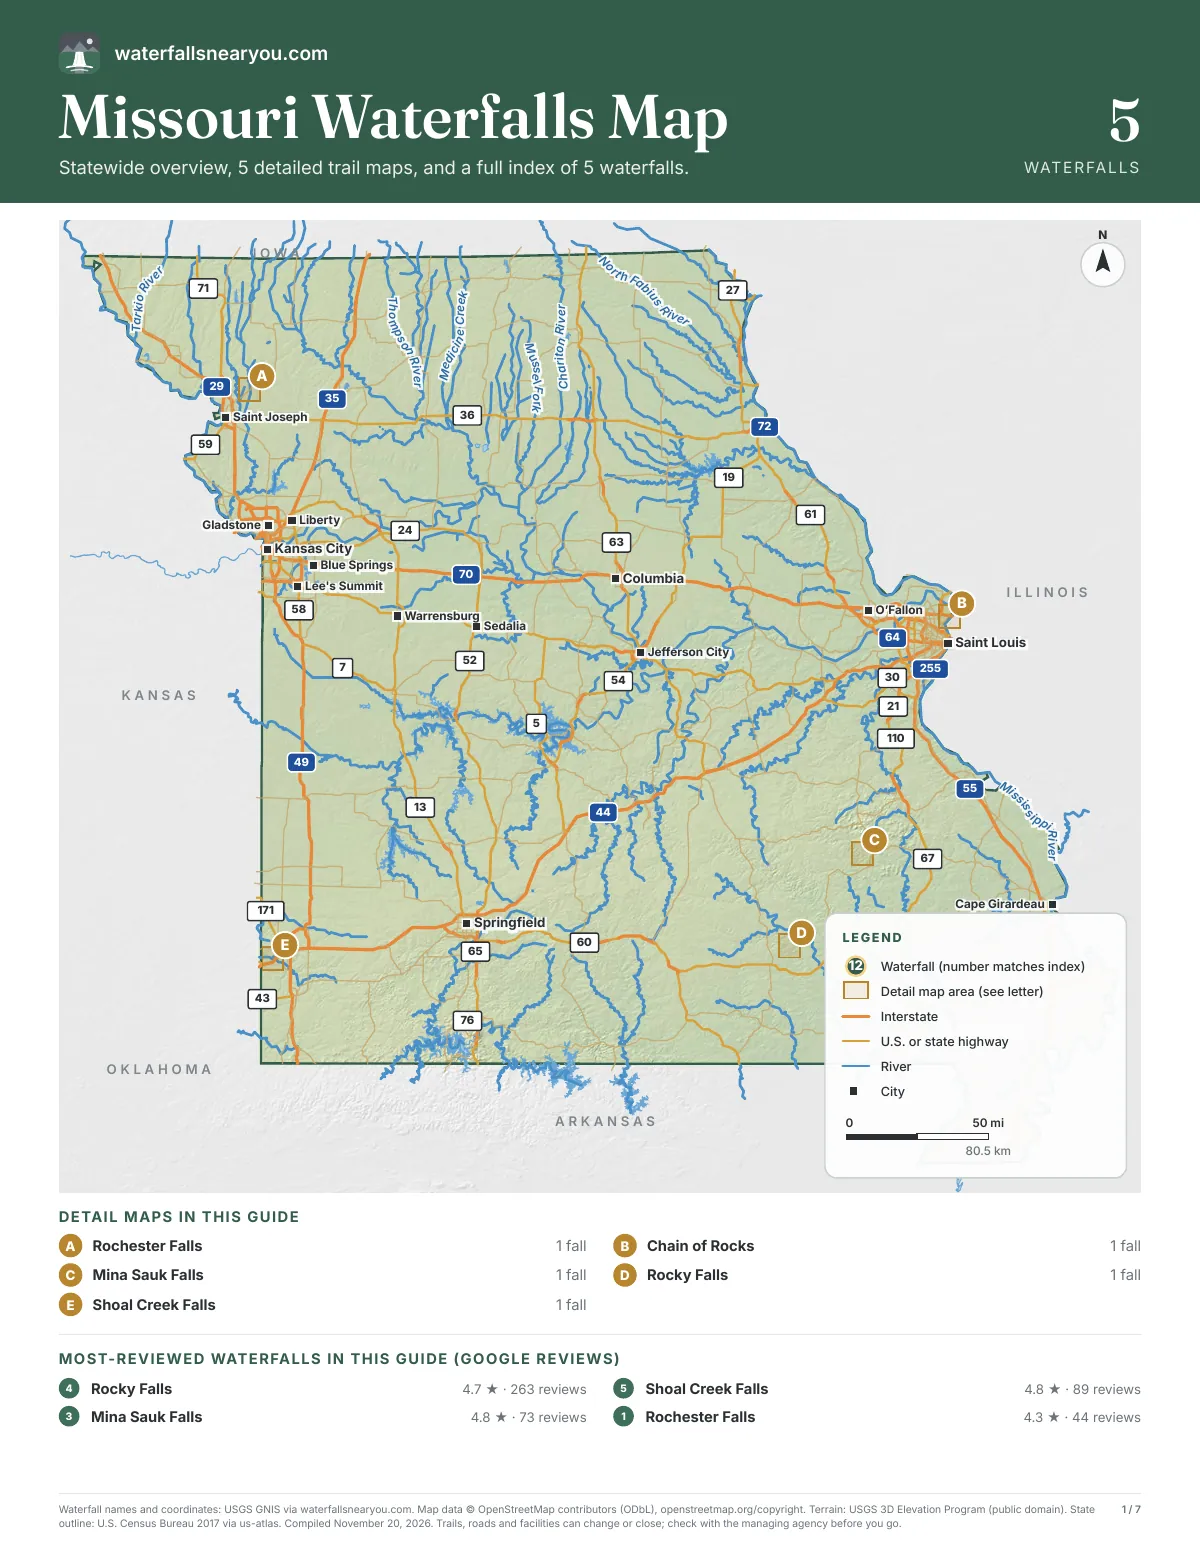 waterfallsnearyou.com
Missouri Waterfalls Map
5
Statewide overview, 5 detailed trail maps, and a full index of 5 waterfalls.
WATERFALLS
N
IOWA
Tarkio River
71
Thompson River
Medicine Creek
Mussel Fork
Chariton River
North Fabius River
27
A
29
35
36
Saint Joseph
72
59
19
61
Gladstone
Liberty
24
63
Kansas City
Blue Springs
70
Columbia
Lee's Summit
ILLINOIS
58
Warrensburg
Sedalia
O'Fallon
B
64
Saint Louis
52
Jefferson City
7
54
30
255
KANSAS
21
5
110
49
55
Mississippi River
13
44
C
67
171
Cape Girardeau
Springfield
E
65
60
D
43
76
OKLAHOMA
ARKANSAS
LEGEND
12
Waterfall (number matches index)
Detail map area (see letter)
Interstate
U.S. or state highway
River
City
0 50 mi
80.5 km
DETAIL MAPS IN THIS GUIDE
A Rochester Falls 1 fall
B Chain of Rocks 1 fall
C Mina Sauk Falls 1 fall
D Rocky Falls 1 fall
E Shoal Creek Falls 1 fall
MOST-REVIEWED WATERFALLS IN THIS GUIDE (GOOGLE REVIEWS)
4 Rocky Falls 4.7 ★ · 263 reviews
5 Shoal Creek Falls 4.8 ★ · 89 reviews
3 Mina Sauk Falls 4.8 ★ · 73 reviews
1 Rochester Falls 4.3 ★ · 44 reviews
Waterfall names and coordinates: USGS GNIS via waterfallsnearyou.com. Map data © OpenStreetMap contributors (ODbL), openstreetmap.org/copyright. Terrain: USGS 3D Elevation Program (public domain). State
outline: U.S. Census Bureau 2017 via us-atlas. Compiled November 20, 2026. Trails, roads and facilities can change or close; check with the managing agency before you go.
1 / 7